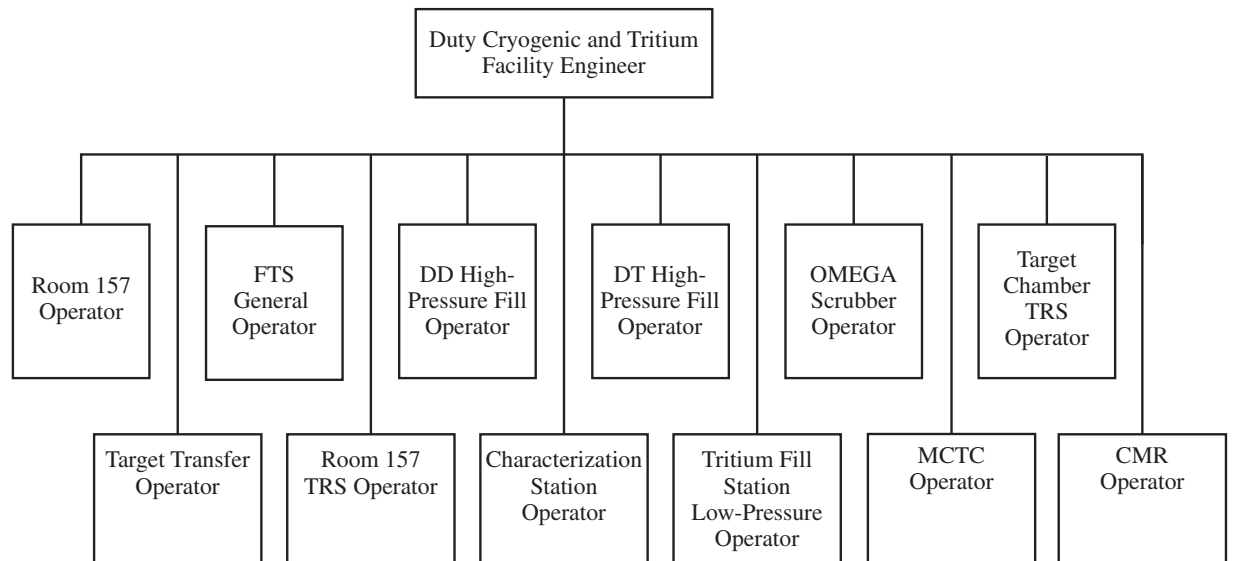 Duty Cryogenic and Tritium
Facility Engineer
Room 157
Operator
FTS
General
Operator
DD High-
Pressure Fill
Operator
DT High-
Pressure Fill
Operator
OMEGA
Scrubber
Operator
Target
Chamber
TRS
Operator
Target Transfer
Operator
Room 157
TRS Operator
Characterization
Station
Operator
Tritium Fill
Station
Low-Pressure
Operator
MCTC
Operator
CMR
Operator